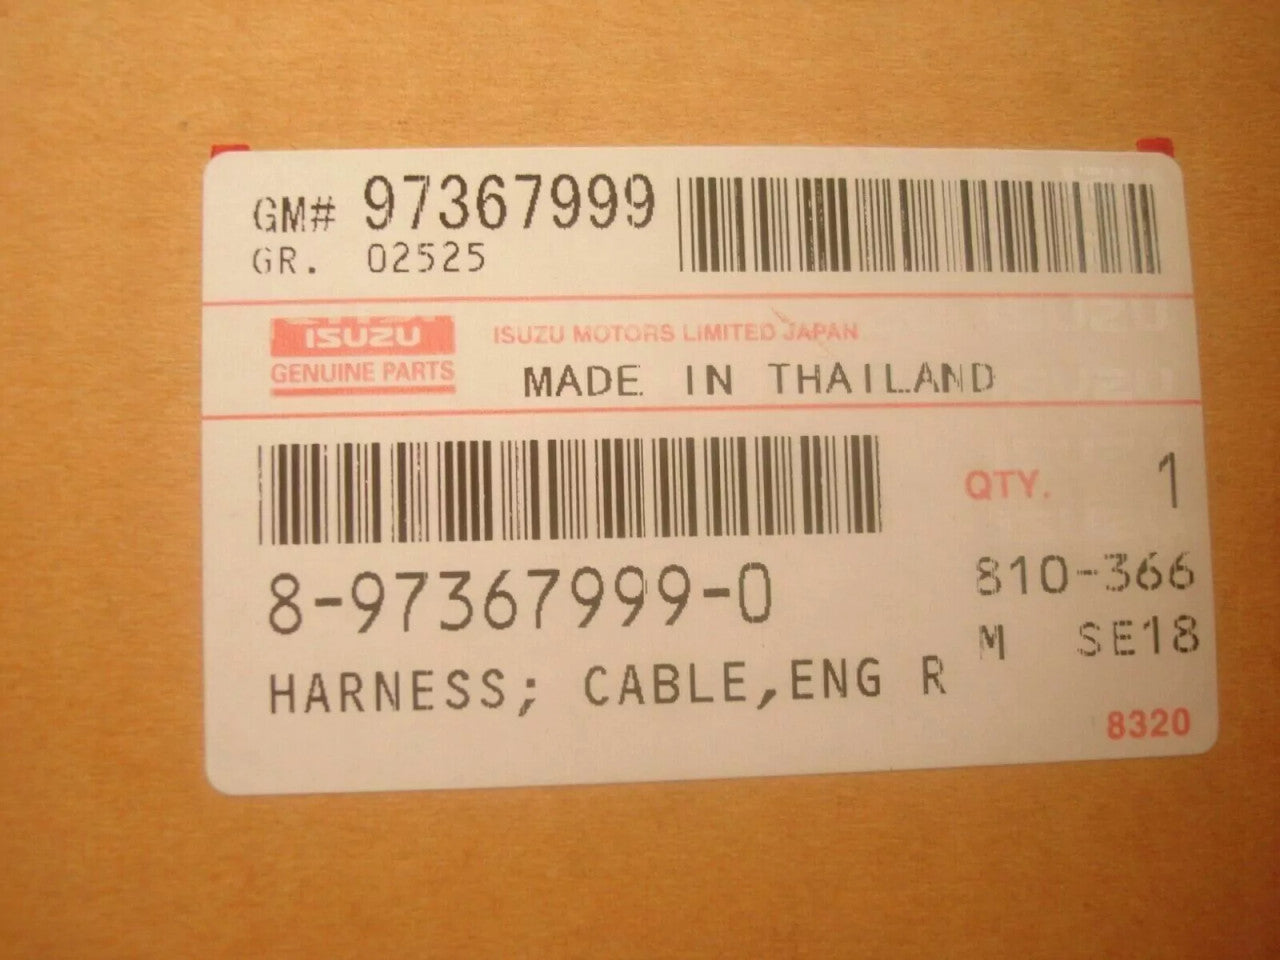 GM# 97367999
GR. 02525
ISUZU
GENUINE PARTS
ISUZU MOTORS LIMITED JAPAN
MADE IN THAILAND
QTY. 1
8-97367999-0
810-366
M SE18
HARNESS; CABLE,ENG R
8320